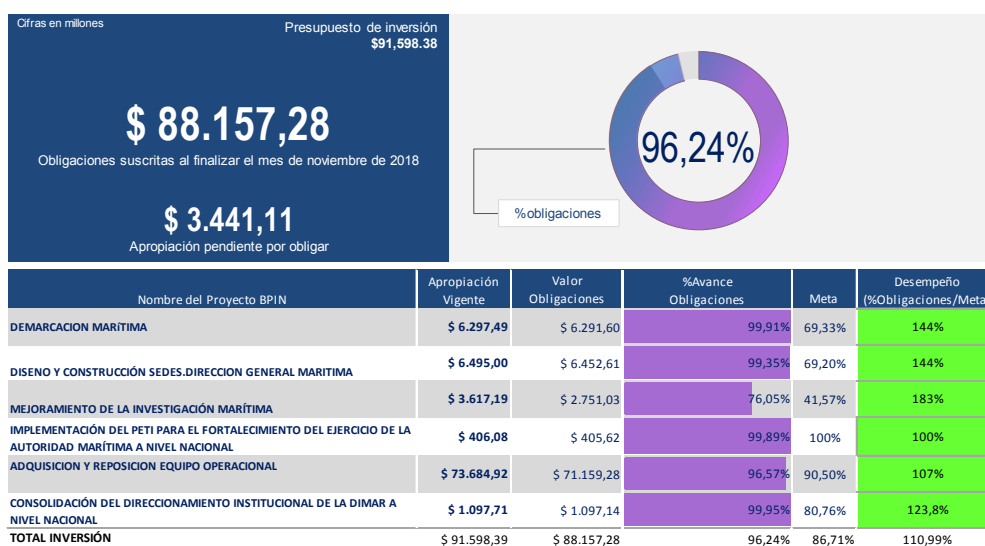 Cifras en millones
Presupuesto de inversión
$91,598.38
$ 88.157,28
Obligaciones suscritas al finalizar el mes de noviembre de 2018
$ 3.441,11
Apropiación pendiente por obligar
96,24%
%obligaciones
Nombre del Proyecto BPIN Apropiación Vigente Valor Obligaciones %Avance Obligaciones Meta Desempeño (%Obligaciones/Meta
DEMARCACION MARíTIMA $ 6.297,49 $ 6.291,60 99,91% 69,33% 144%
DISENO Y CONSTRUCCIÓN SEDES.DIRECCION GENERAL MARITIMA $ 6.495,00 $ 6.452,61 99,35% 69,20% 144%
MEJORAMIENTO DE LA INVESTIGACIÓN MARÍTIMA $ 3.617,19 $ 2.751,03 76,05% 41,57% 183%
IMPLEMENTACIÓN DEL PETI PARA EL FORTALECIMIENTO DEL EJERCICIO DE LA
AUTORIDAD MARÍTIMA A NIVEL NACIONAL $ 406,08 $ 405,62 99,89% 100% 100%
ADQUISICION Y REPOSICION EQUIPO OPERACIONAL $ 73.684,92 $ 71.159,28 96,57% 90,50% 107%
CONSOLIDACIÓN DEL DIRECCIONAMIENTO INSTITUCIONAL DE LA DIMAR A
NIVEL NACIONAL $ 1.097,71 $ 1.097,14 99,95% 80,76% 123,8%
TOTAL INVERSIÓN $ 91.598,39 $ 88.157,28 96,24% 86,71% 110,99%